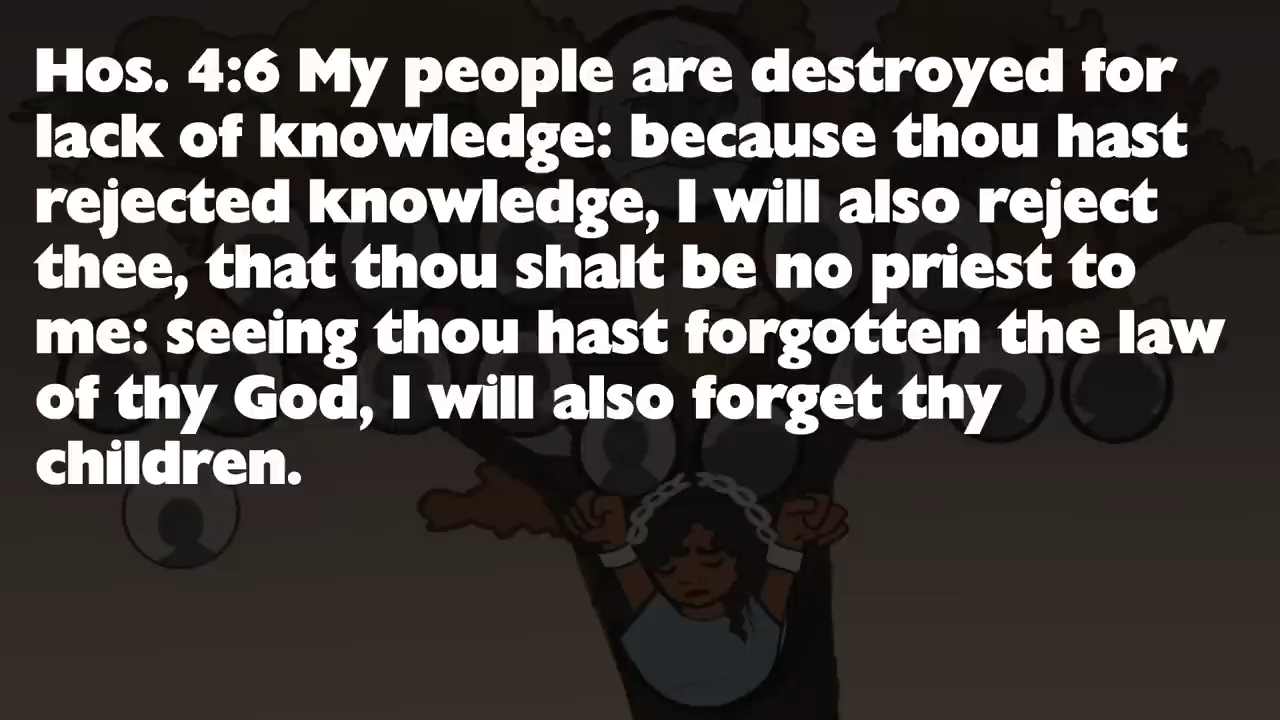 Hos. 4:6 My people are destroyed for
lack of knowledge: because thou hast
rejected knowledge, I will also reject
thee, that thou shalt be no priest to
me: seeing thou hast forgotten the law
of thy God, I will also forget thy
children.